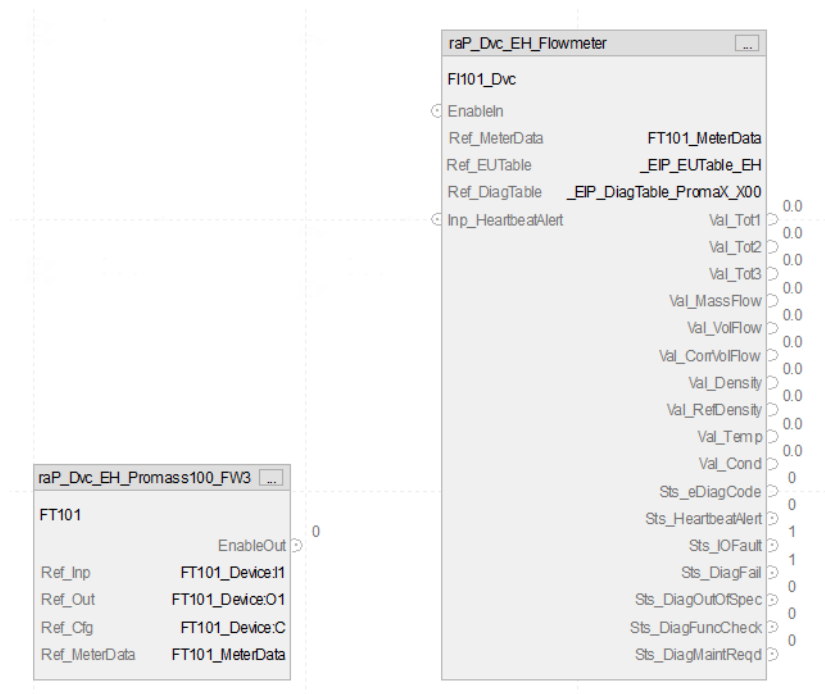 raP_Dvc_EH_Flowmeter ...
FI101_Dvc
EnableIn
Ref_MeterData FT101_MeterData
Ref_EUTable _EIP_EUTable_EH
Ref_DiagTable _EIP_DiagTable_PromaX_X00
0.0
Inp_HeartbeatAlert Val_Tot1
0.0
Val_Tot2
0.0
Val_Tot3
0.0
Val_MassFlow
0.0
Val_VolFlow
0.0
Val_CorrVolFlow
0.0
Val_Density
0.0
Val_RefDensity
0.0
Val_Temp
0.0
Val_Cond
0
Sts_eDiagCode
0
Sts_HeartbeatAlert
1
Sts_IOFault
1
Sts_DiagFail
0
Sts_DiagOutOfSpec
0
Sts_DiagFuncCheck
0
Sts_DiagMaintReqd
raP_Dvc_EH_Promass100_FW3 ...
FT101
0
EnableOut
Ref_Inp FT101_Device:I1
Ref_Out FT101_Device:O1
Ref_Cfg FT101_Device:C
Ref_MeterData FT101_MeterData